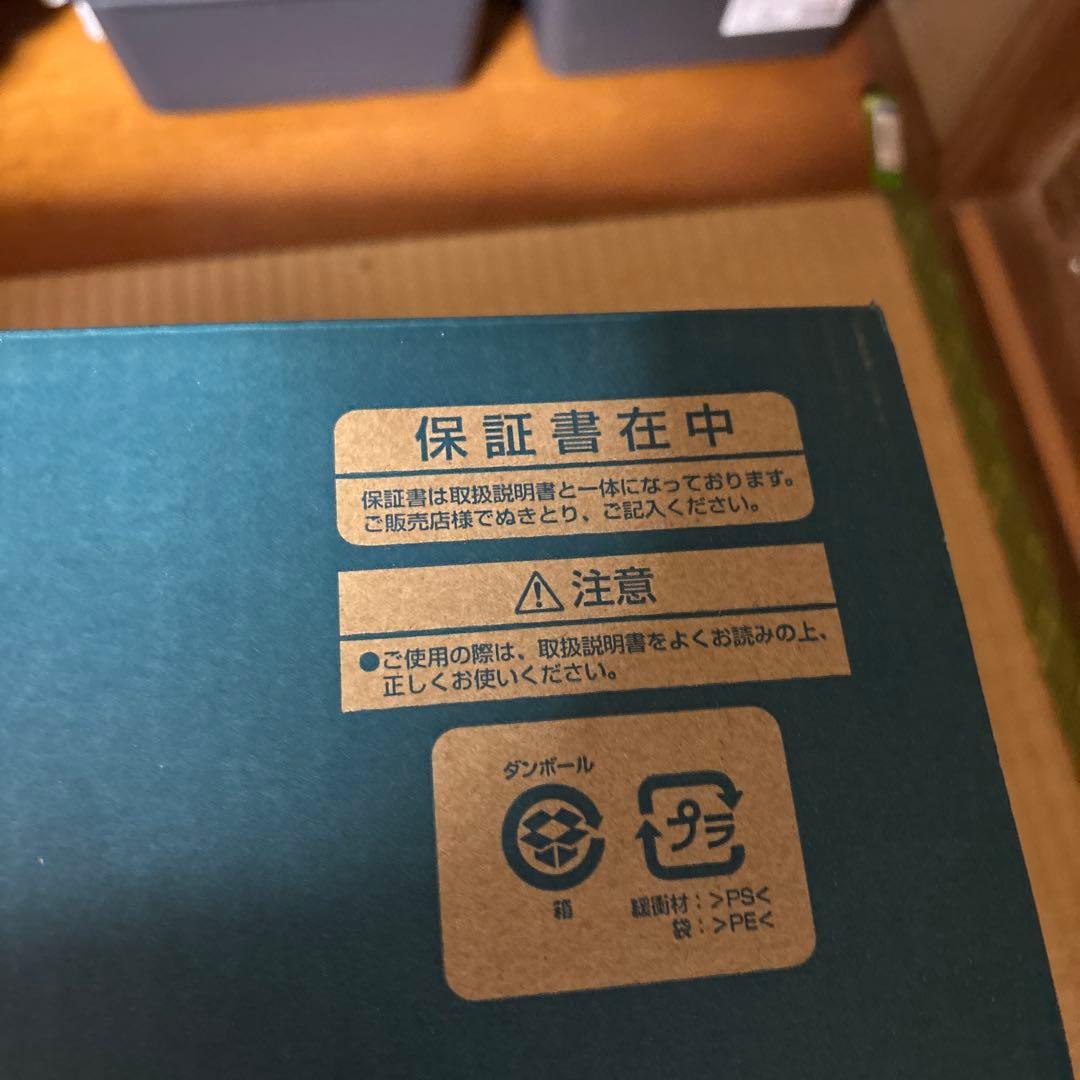 保証書在中
保証書は取扱説明書と一体になっております。
ご販売店様でぬきとり、ご記入ください。
注意
●ご使用の際は、取扱説明書をよくお読みの上、
正しくお使いください。
ダンボール
プラ
箱
緩衝材：>PS<
袋：>PE<